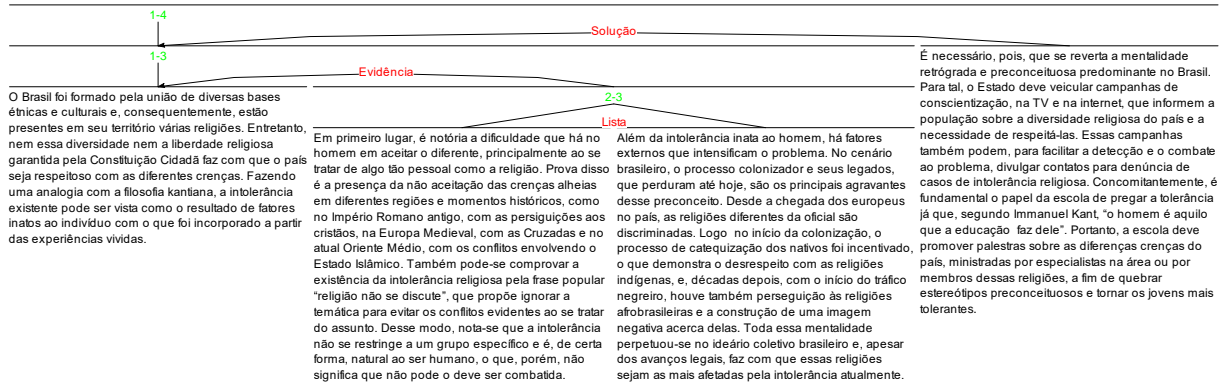 1-4
Solução
1-3
Evidência
O Brasil foi formado pela união de diversas bases
étnicas e culturais e, consequentemente, estão
presentes em seu território várias religiões. Entretanto,
nem essa diversidade nem a liberdade religiosa
garantida pela Constituição Cidadã faz com que o país
seja respeitoso com as diferentes crenças. Fazendo
uma analogia com a filosofia kantiana, a intolerância
existente pode ser vista como o resultado de fatores
inatos ao indivíduo com o que foi incorporado a partir
das experiências vividas.
2-3
Lista
Em primeiro lugar, é notória a dificuldade que há no
homem em aceitar o diferente, principalmente ao se
tratar de algo tão pessoal como a religião. Prova disso
é a presença da não aceitação das crenças alheias
em diferentes regiões e momentos históricos, como
no Império Romano antigo, com as persiguições aos
cristãos, na Europa Medieval, com as Cruzadas e no
atual Oriente Médio, com os conflitos envolvendo o
Estado Islâmico. Também pode-se comprovar a
existência da intolerância religiosa pela frase popular
“religião não se discute”, que propõe ignorar a
temática para evitar os conflitos evidentes ao se tratar
do assunto. Desse modo, nota-se que a intolerância
não se restringe a um grupo específico e é, de certa
forma, natural ao ser humano, o que, porém, não
significa que não pode o deve ser combatida.
Além da intolerância inata ao homem, há fatores
externos que intensificam o problema. No cenário
brasileiro, o processo colonizador e seus legados,
que perduram até hoje, são os principais agravantes
desse preconceito. Desde a chegada dos europeus
no país, as religiões diferentes da oficial são
discriminadas. Logo no início da colonização, o
processo de catequização dos nativos foi incentivado,
o que demonstra o desrespeito com as religiões
indígenas, e, décadas depois, com o início do tráfico
negreiro, houve também perseguição às religiões
afrobrasileiras e a construção de uma imagem
negativa acerca delas. Toda essa mentalidade
perpetuou-se no ideário coletivo brasileiro e, apesar
dos avanços legais, faz com que essas religiões
sejam as mais afetadas pela intolerância atualmente.
É necessário, pois, que se reverta a mentalidade
retrógrada e preconceituosa predominante no Brasil.
Para tal, o Estado deve veicular campanhas de
conscientização, na TV e na internet, que informem a
população sobre a diversidade religiosa do país e a
necessidade de respeitá-las. Essas campanhas
também podem, para facilitar a detecção e o combate
ao problema, divulgar contatos para denúncia de
casos de intolerância religiosa. Concomitantemente, é
fundamental o papel da escola de pregar a tolerância
já que, segundo Immanuel Kant, “o homem é aquilo
que a educação faz dele”. Portanto, a escola deve
promover palestras sobre as diferenças crenças do
país, ministradas por especialistas na área ou por
membros dessas religiões, a fim de quebrar
estereótipos preconceituosos e tornar os jovens mais
tolerantes.